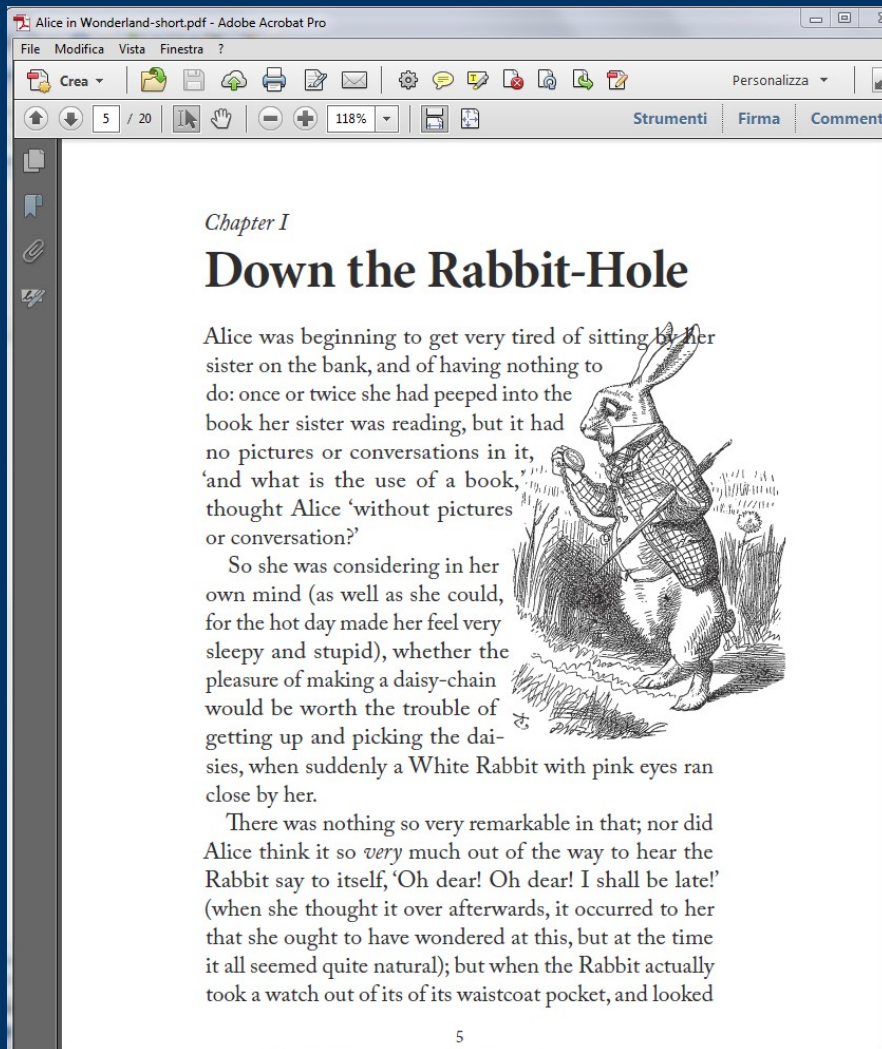 Alice in Wonderland-short.pdf - Adobe Acrobat Pro
File Modifica Vista Finestra ?
Crea Personalizza
5 / 20 118% Strumenti Firma Comment
Chapter I
Down the Rabbit-Hole
Alice was beginning to get very tired of sitting by her
sister on the bank, and of having nothing to
do: once or twice she had peeped into the
book her sister was reading, but it had
no pictures or conversations in it,
‘and what is the use of a book,’
thought Alice ‘without pictures
or conversation?’
So she was considering in her
own mind (as well as she could,
for the hot day made her feel very
sleepy and stupid), whether the
pleasure of making a daisy-chain
would be worth the trouble of
getting up and picking the dai-
sies, when suddenly a White Rabbit with pink eyes ran
close by her.
There was nothing so very remarkable in that; nor did
Alice think it so very much out of the way to hear the
Rabbit say to itself, ‘Oh dear! Oh dear! I shall be late!’
(when she thought it over afterwards, it occurred to her
that she ought to have wondered at this, but at the time
it all seemed quite natural); but when the Rabbit actually
took a watch out of its of its waistcoat pocket, and looked
5